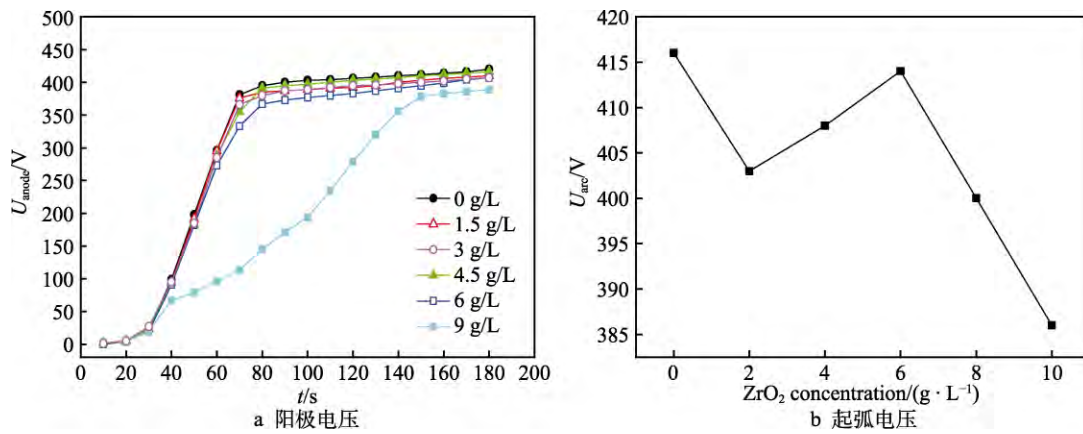 500
450
400
350
300
250
200
150
100
50
0
U_anode/V
0 g/L
1.5 g/L
3 g/L
4.5 g/L
6 g/L
9 g/L
0 20 40 60 80 100 120 140 160 180 200
t/s
a 阳极电压
420
415
410
405
400
395
390
385
U_arc/V
0 2 4 6 8 10
ZrO₂ concentration/(g · L⁻¹)
b 起弧电压